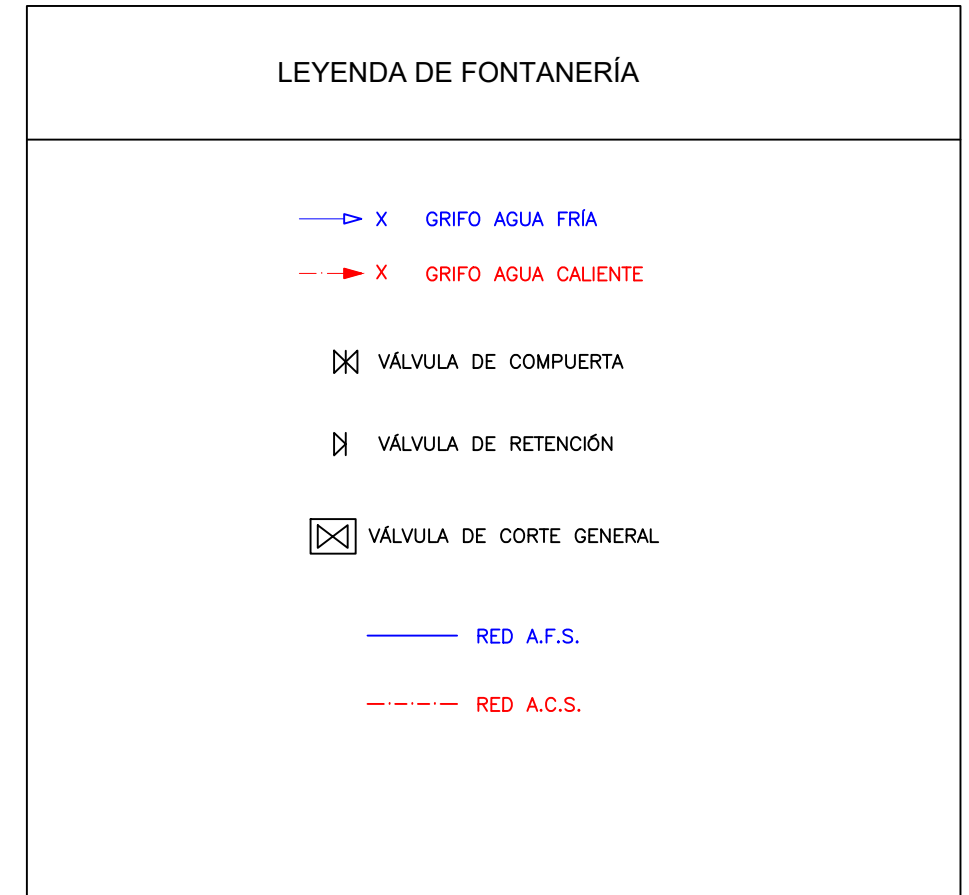 LEYENDA DE FONTANERÍA
X GRIFO AGUA FRÍA
X GRIFO AGUA CALIENTE
VÁLVULA DE COMPUERTA
VÁLVULA DE RETENCIÓN
VÁLVULA DE CORTE GENERAL
RED A.F.S.
RED A.C.S.